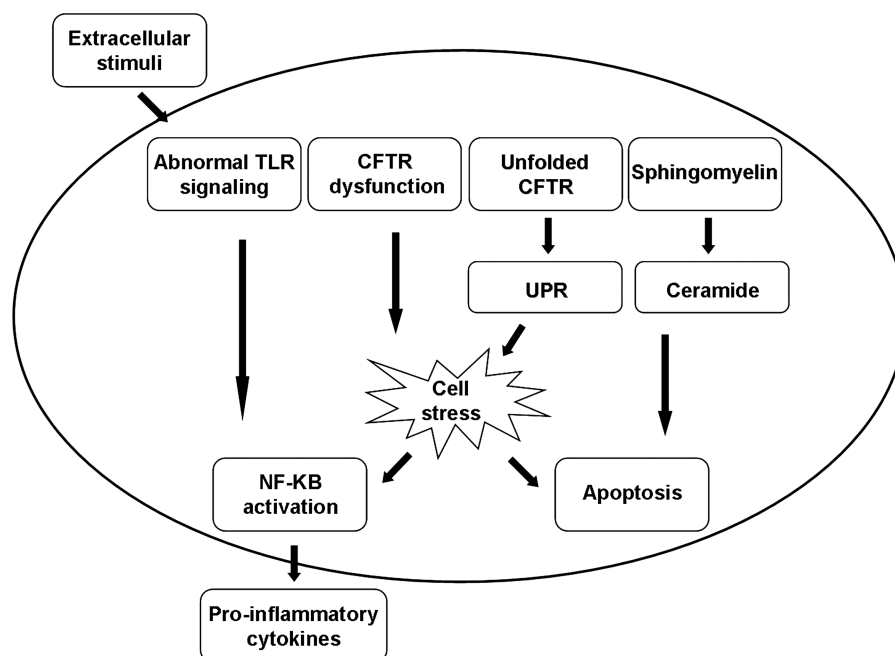 Extracellular
stimuli
Abnormal TLR
signaling
CFTR
dysfunction
Unfolded
CFTR
Sphingomyelin
UPR
Ceramide
Cell
stress
NF-KB
activation
Apoptosis
Pro-inflammatory
cytokines